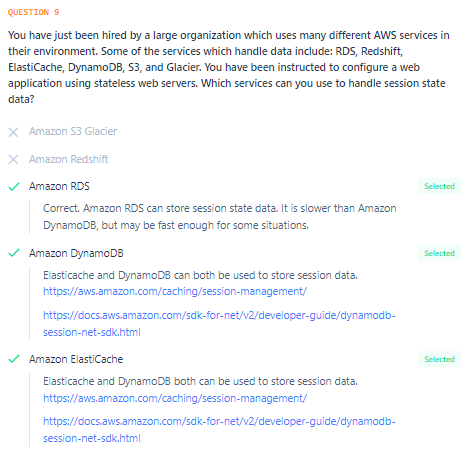 QUESTION 9
You have just been hired by a large organization which uses many different AWS services in
their environment. Some of the services which handle data include: RDS, Redshift,
ElastiCache, DynamoDB, S3, and Glacier. You have been instructed to configure a web
application using stateless web servers. Which services can you use to handle session state
data?
Amazon S3 Glacier
Amazon Redshift
Amazon RDS
Selected
Correct. Amazon RDS can store session state data. It is slower than Amazon
DynamoDB, but may be fast enough for some situations.
Amazon DynamoDB
Selected
Elasticache and DynamoDB can both be used to store session data.
https://aws.amazon.com/caching/session-management/
https://docs.aws.amazon.com/sdk-for-net/v2/developer-guide/dynamodb-
session-net-sdk.html
Amazon ElastiCache
Selected
Elasticache and DynamoDB both can be used to store session data.
https://aws.amazon.com/caching/session-management/
https://docs.aws.amazon.com/sdk-for-net/v2/developer-guide/dynamodb-
session-net-sdk.html